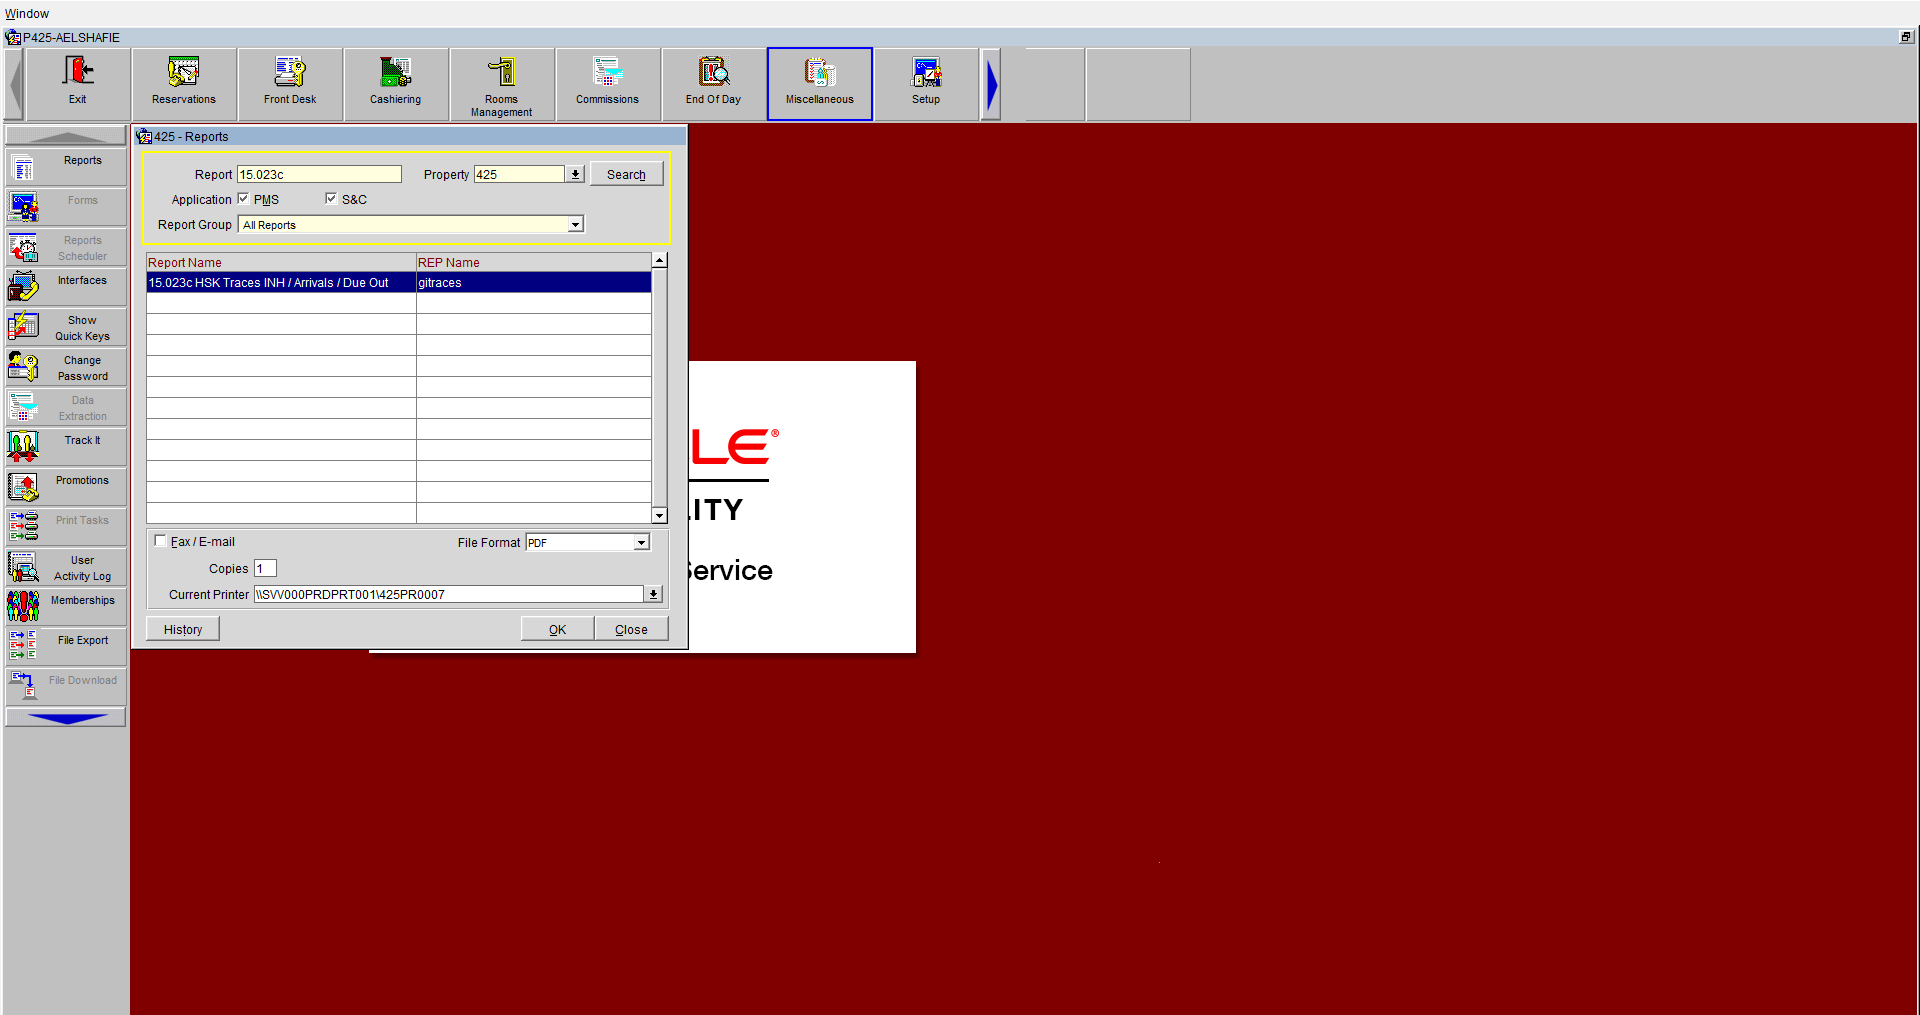 Window
P425-AELSHAFIE
Exit
Reservations
Front Desk
Cashiering
Rooms
Management
Commissions
End Of Day
Miscellaneous
Setup
Reports
Forms
Reports
Scheduler
Interfaces
Show
Quick Keys
Change
Password
Data
Extraction
Track It
Promotions
Print Tasks
User
Activity Log
Memberships
File Export
File Download
425 - Reports
Report 15.023c Property 425 Search
Application PMS S&C
Report Group All Reports
Report Name REP Name
15.023c HSK Traces INH / Arrivals / Due Out gitraces
Fax / E-mail File Format PDF
Copies 1
Current Printer \\SVV000PRDPRT001\425PR0007
History OK Close
LE®
LITY
Service